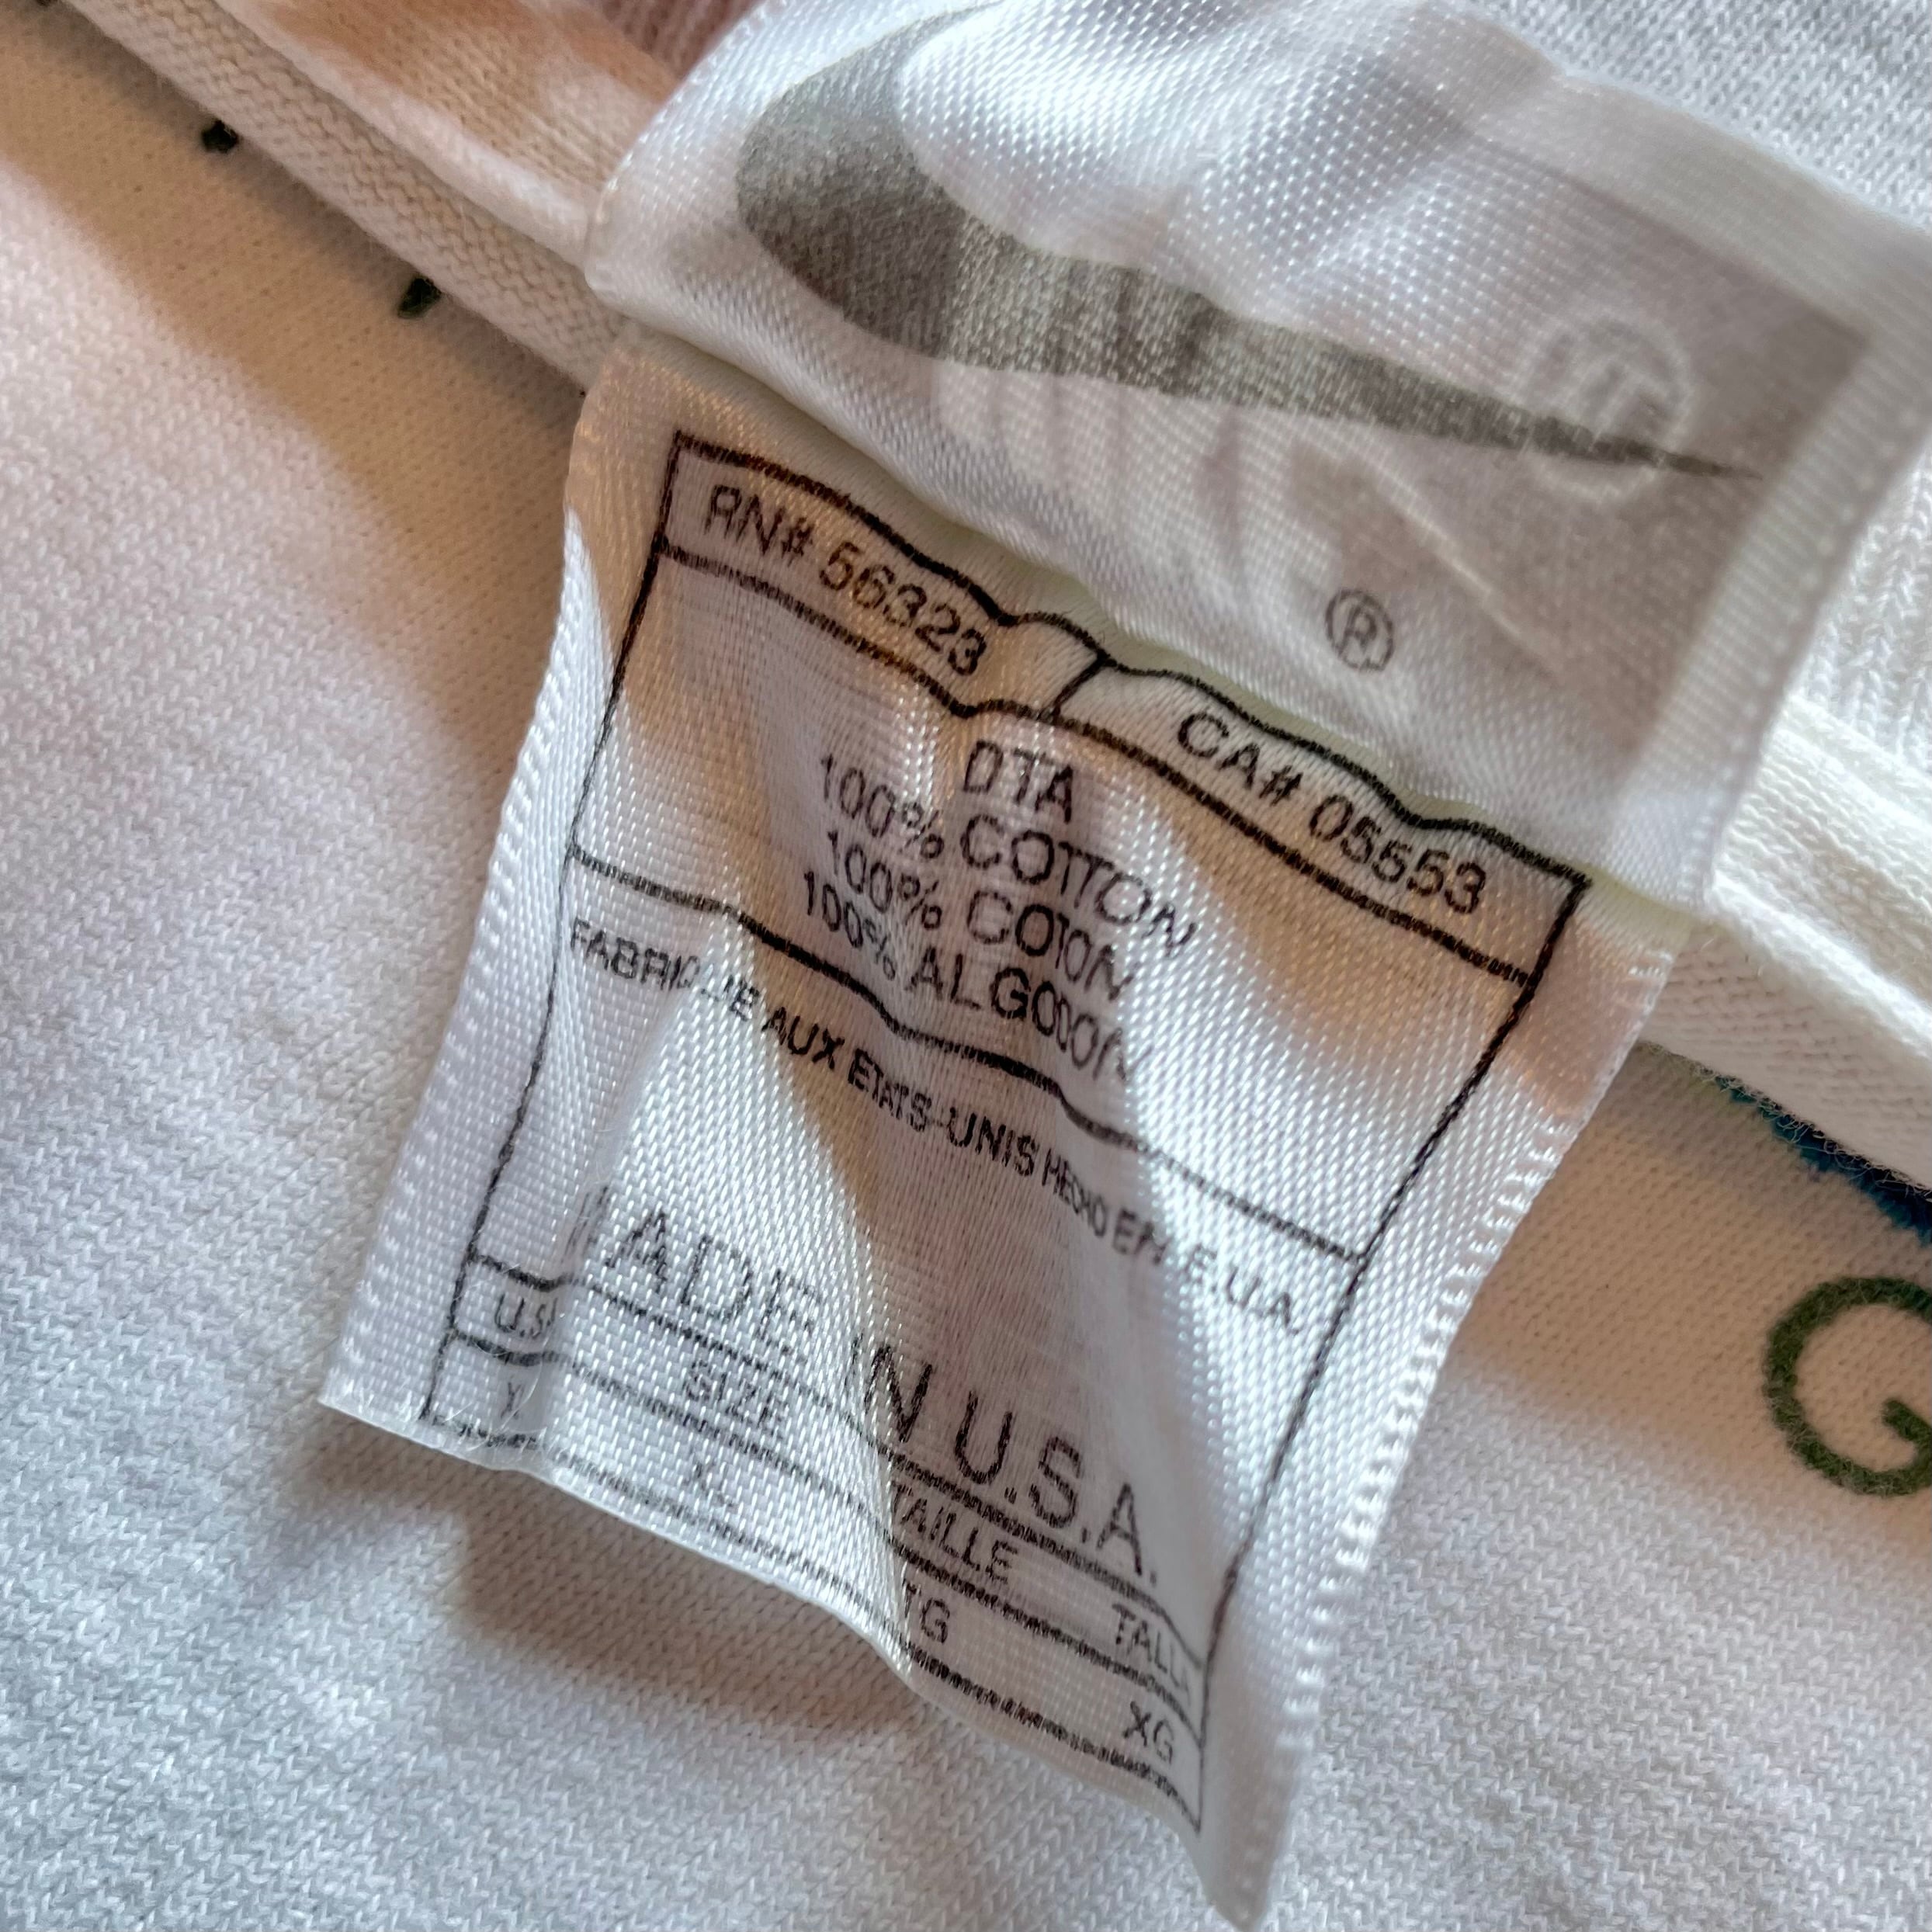 ®
RN# 56323 CA# 05553
DTA
100% COTTON
100% COTON
100% ALGODON
FABRIQUE AUX ETATS-UNIS HECHO EN E.U.A.
MADE IN U.S.A.
SIZE TAILLE TALLA
TG XG
G